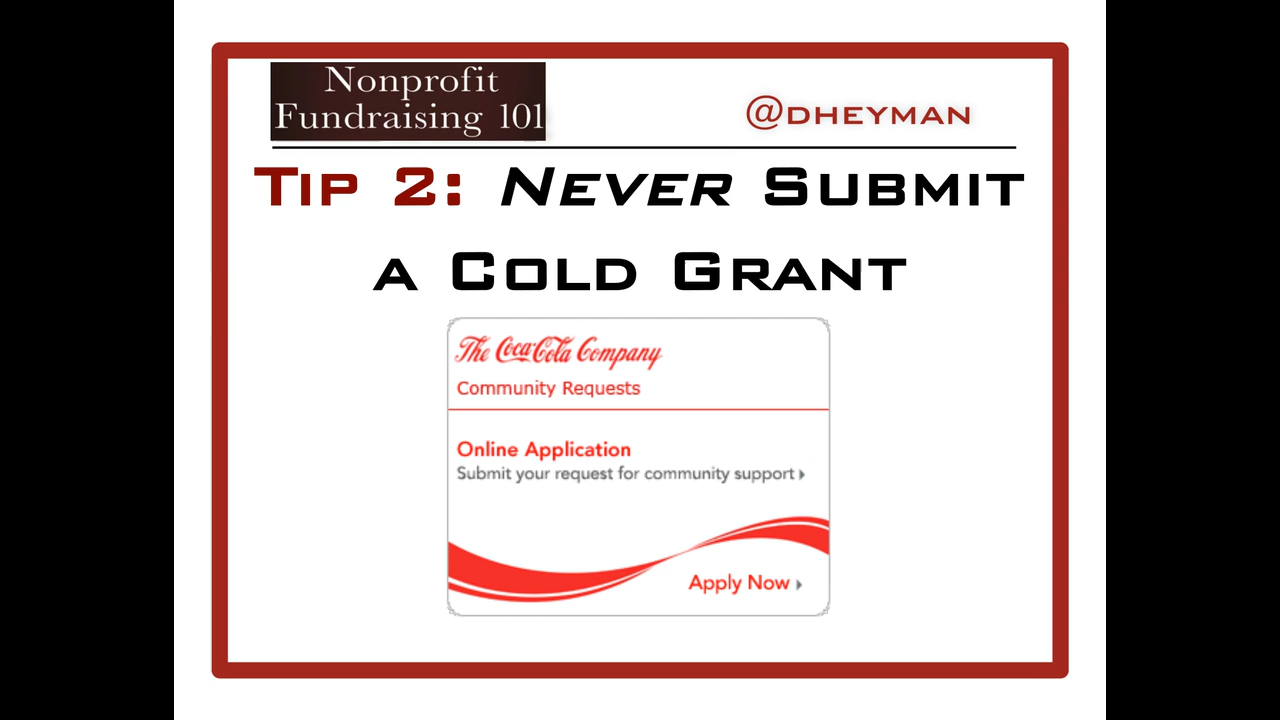 Nonprofit
Fundraising 101
@DHEYMAN
TIP 2: NEVER SUBMIT
A COLD GRANT
The Coca-Cola Company
Community Requests
Online Application
Submit your request for community support
Apply Now